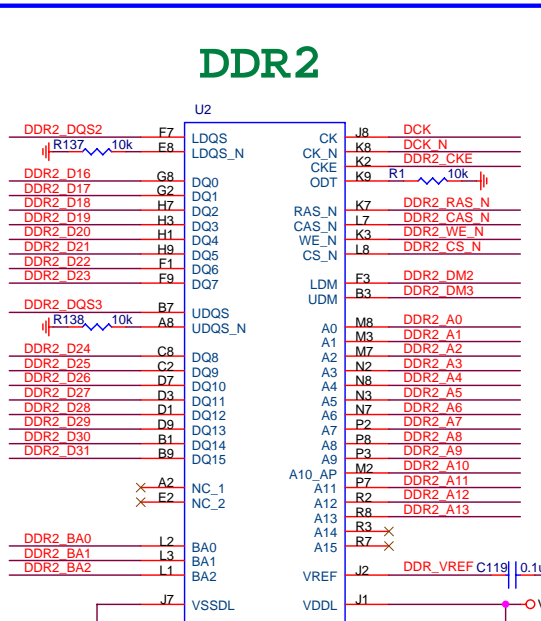 DDR2
U2
DDR2_DQS2 F7 LDQS CK J8 DCK
R137 10k E8 LDQS_N CK_N K8 DCK_N
CKE K2 DDR2_CKE
DDR2_D16 G8 DQ0 ODT K9 R1 10k
DDR2_D17 G2 DQ1
DDR2_D18 H7 DQ2 RAS_N K7 DDR2_RAS_N
DDR2_D19 H3 DQ3 CAS_N L7 DDR2_CAS_N
DDR2_D20 H1 DQ4 WE_N K3 DDR2_WE_N
DDR2_D21 H9 DQ5 CS_N L8 DDR2_CS_N
DDR2_D22 F1 DQ6
DDR2_D23 F9 DQ7 LDM F3 DDR2_DM2
UDM B3 DDR2_DM3
DDR2_DQS3 B7 UDQS
R138 10k A8 UDQS_N A0 M8 DDR2_A0
A1 M3 DDR2_A1
DDR2_D24 C8 DQ8 A2 M7 DDR2_A2
DDR2_D25 C2 DQ9 A3 N2 DDR2_A3
DDR2_D26 D7 DQ10 A4 N8 DDR2_A4
DDR2_D27 D3 DQ11 A5 N3 DDR2_A5
DDR2_D28 D1 DQ12 A6 N7 DDR2_A6
DDR2_D29 D9 DQ13 A7 P2 DDR2_A7
DDR2_D30 B1 DQ14 A8 P8 DDR2_A8
DDR2_D31 B9 DQ15 A9 P3 DDR2_A9
A10_AP M2 DDR2_A10
A2 NC_1 A11 P7 DDR2_A11
E2 NC_2 A12 R2 DDR2_A12
A13 R8 DDR2_A13
A14 R3
DDR2_BA0 L2 BA0 A15 R7
DDR2_BA1 L3 BA1
DDR2_BA2 L1 BA2 VREF J2 DDR_VREF C119 0.1u
J7 VSSDL VDDL J1